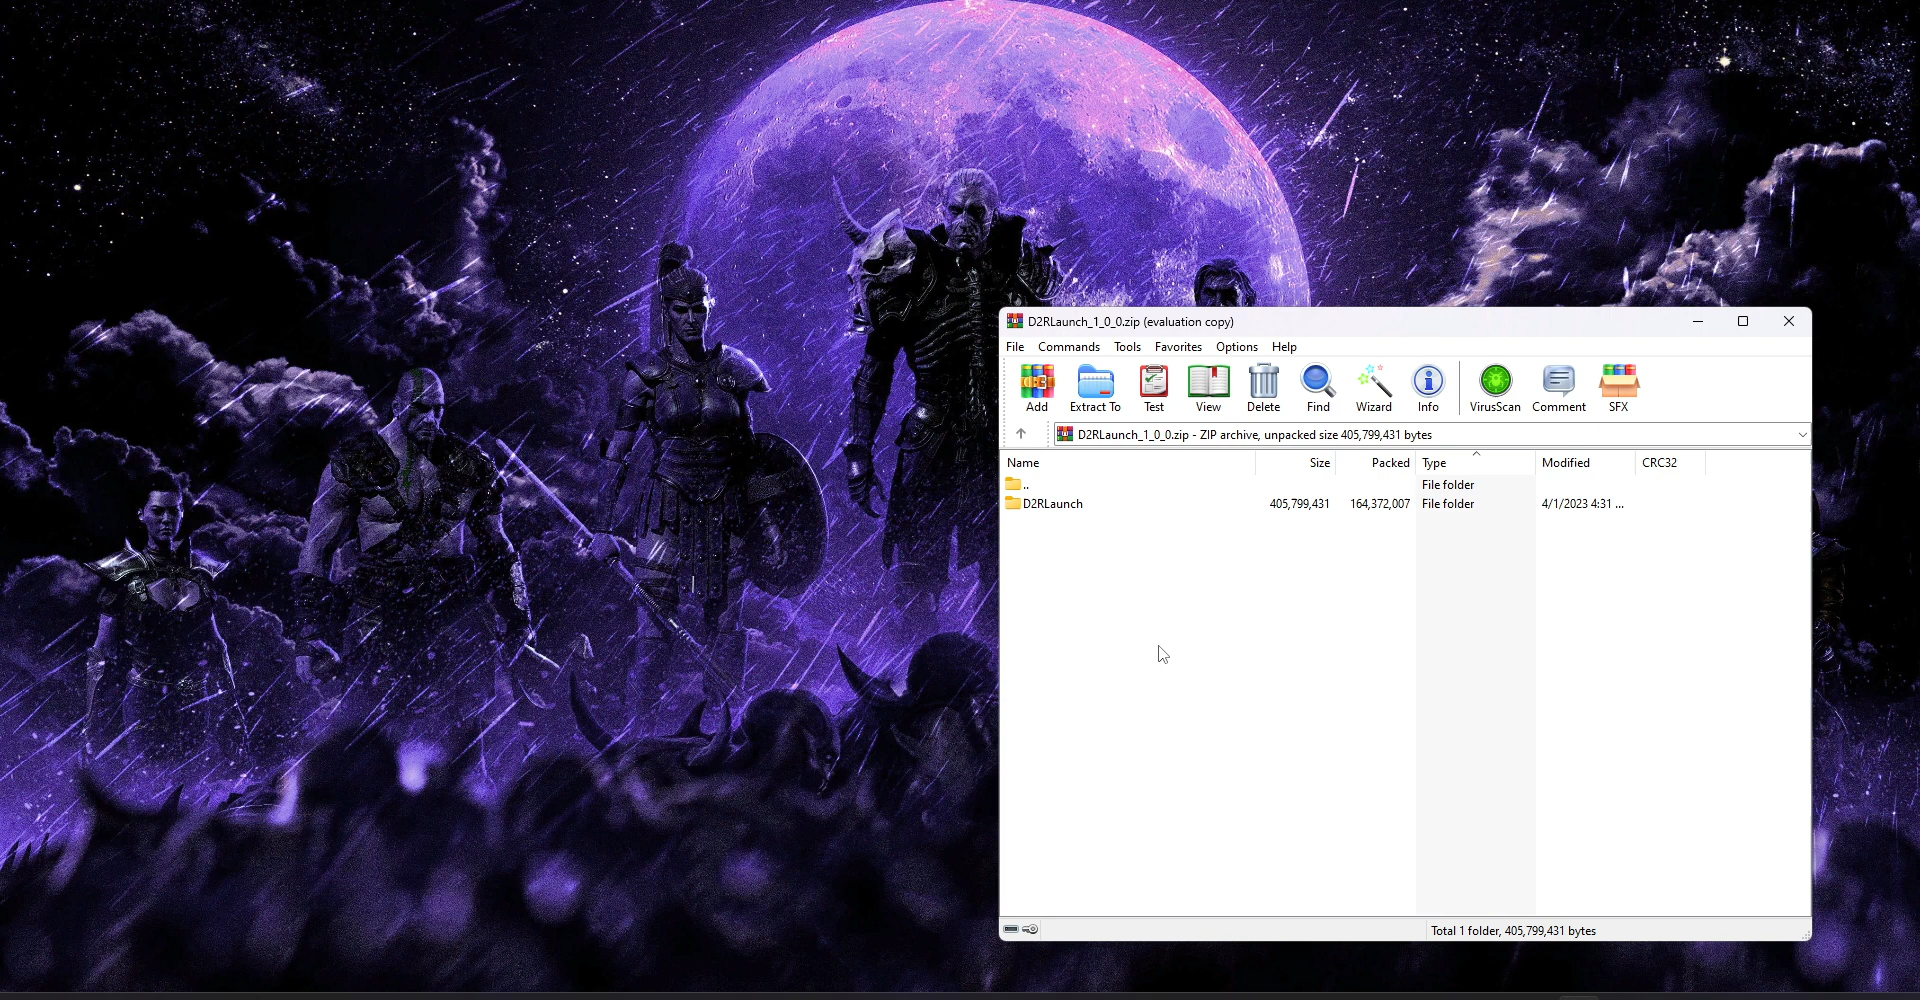 D2RLaunch_1_0_0.zip (evaluation copy)
File Commands Tools Favorites Options Help
Add Extract To Test View Delete Find Wizard Info VirusScan Comment SFX
D2RLaunch_1_0_0.zip - ZIP archive, unpacked size 405,799,431 bytes
Name Size Packed Type Modified CRC32
.. File folder
D2RLaunch 405,799,431 164,372,007 File folder 4/1/2023 4:31 ...
Total 1 folder, 405,799,431 bytes